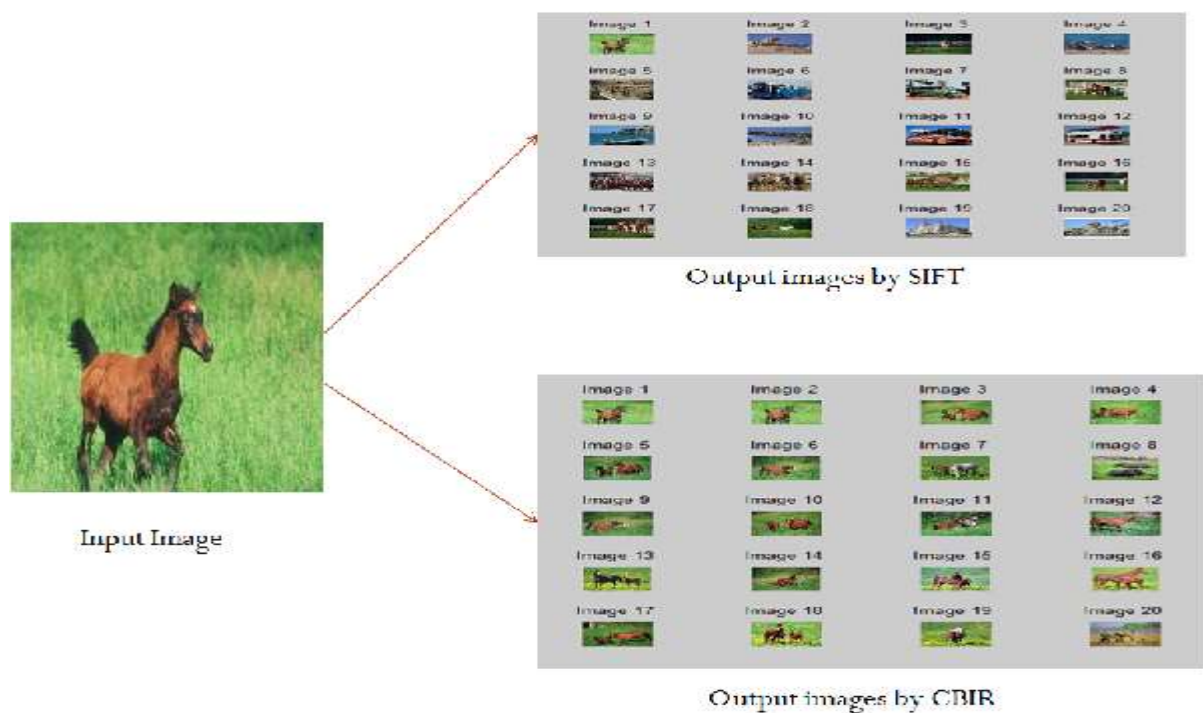 Image 1 Image 2 Image 3 Image 4
Image 5 Image 6 Image 7 Image 8
Image 9 Image 10 Image 11 Image 12
Image 13 Image 14 Image 15 Image 16
Image 17 Image 18 Image 19 Image 20
Output images by SIFT
Input Image
Image 1 Image 2 Image 3 Image 4
Image 5 Image 6 Image 7 Image 8
Image 9 Image 10 Image 11 Image 12
Image 13 Image 14 Image 15 Image 16
Image 17 Image 18 Image 19 Image 20
Output images by CBIR